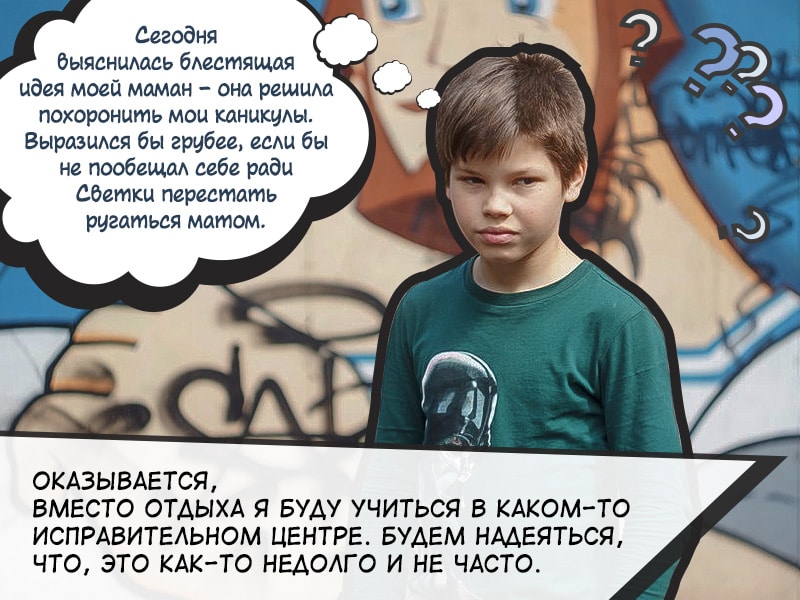 Сегодня
выяснилась блестящая
идея моей маман - она решила
похоронить мои каникулы.
Выразился бы грубее, если бы
не пообещал себе ради
Светки перестать
ругаться матом.
? ? ? ? ?
ОКАЗЫВАЕТСЯ,
ВМЕСТО ОТДЫХА Я БУДУ УЧИТЬСЯ В КАКОМ-ТО
ИСПРАВИТЕЛЬНОМ ЦЕНТРЕ. БУДЕМ НАДЕЯТЬСЯ,
ЧТО, ЭТО КАК-ТО НЕДОЛГО И НЕ ЧАСТО.